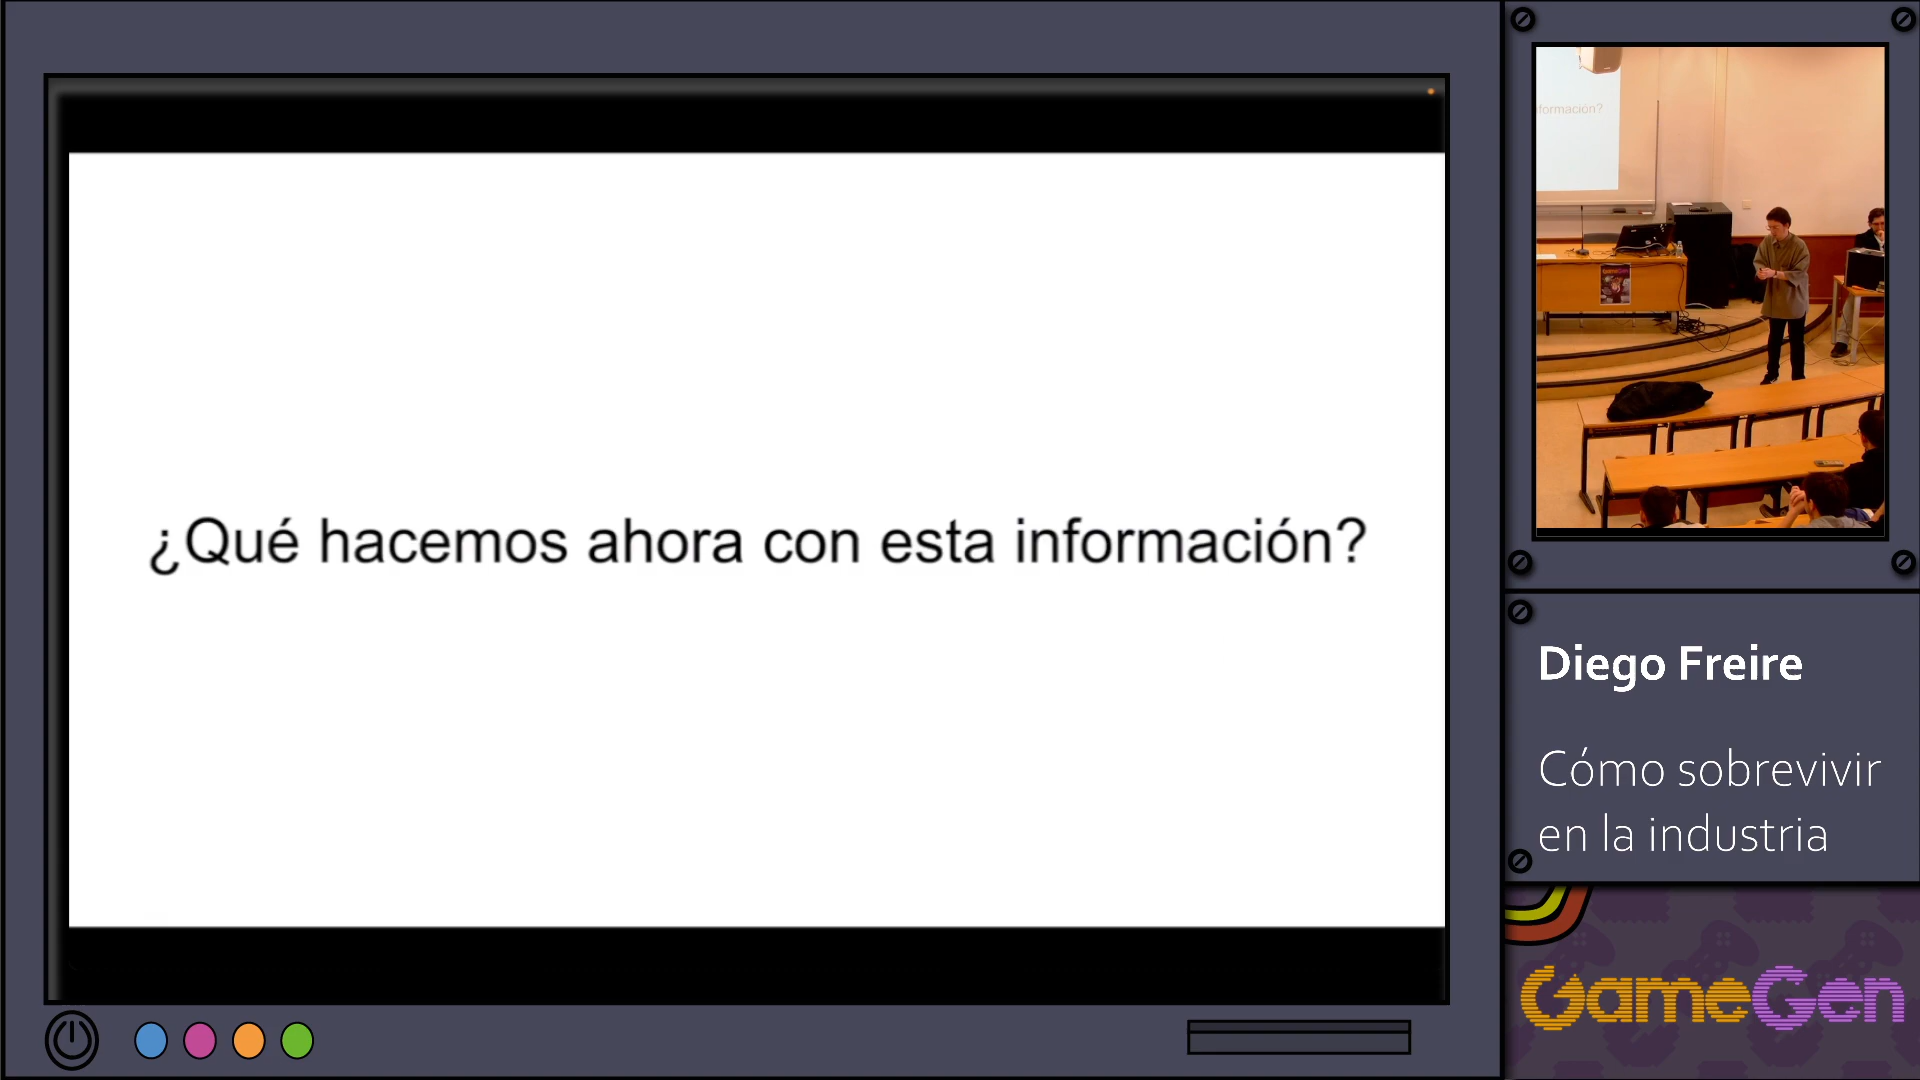 ¿Qué hacemos ahora con esta información?
formación?
Diego Freire
Cómo sobrevivir
en la industria
GameGen